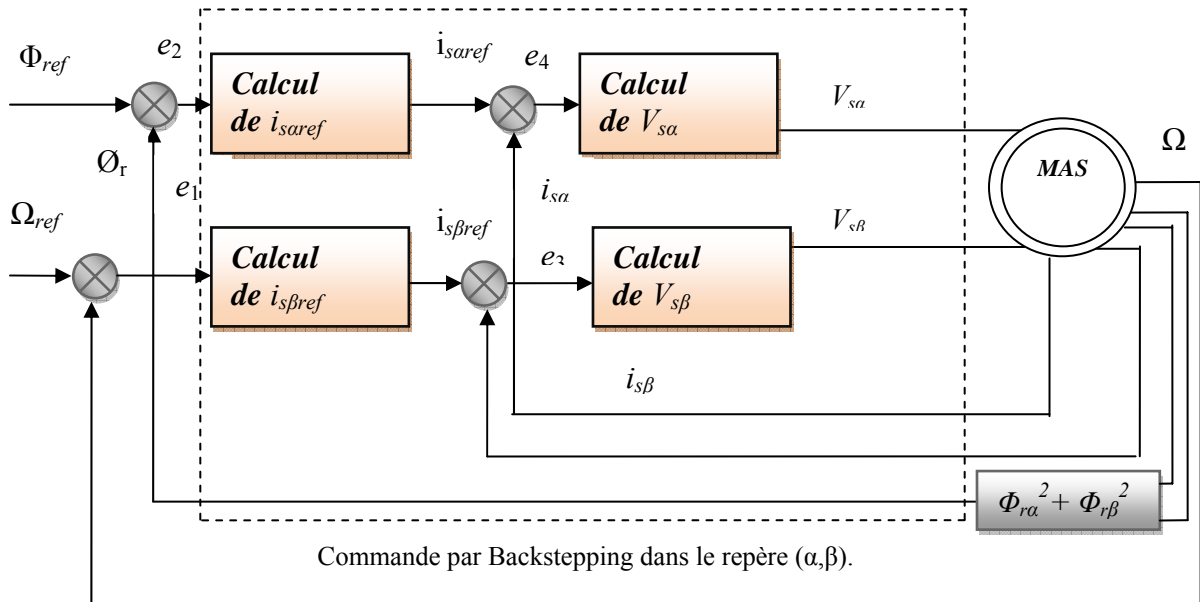 Φref
e2
Calcul
de isαref
isαref
e4
Calcul
de Vsα
Vsα
MAS
Ω
Ør
e1
Ωref
Calcul
de isβref
isβref
isα
e3
Calcul
de Vsβ
Vsβ
isβ
Φrα² + Φrβ²
Commande par Backstepping dans le repère (α,β).